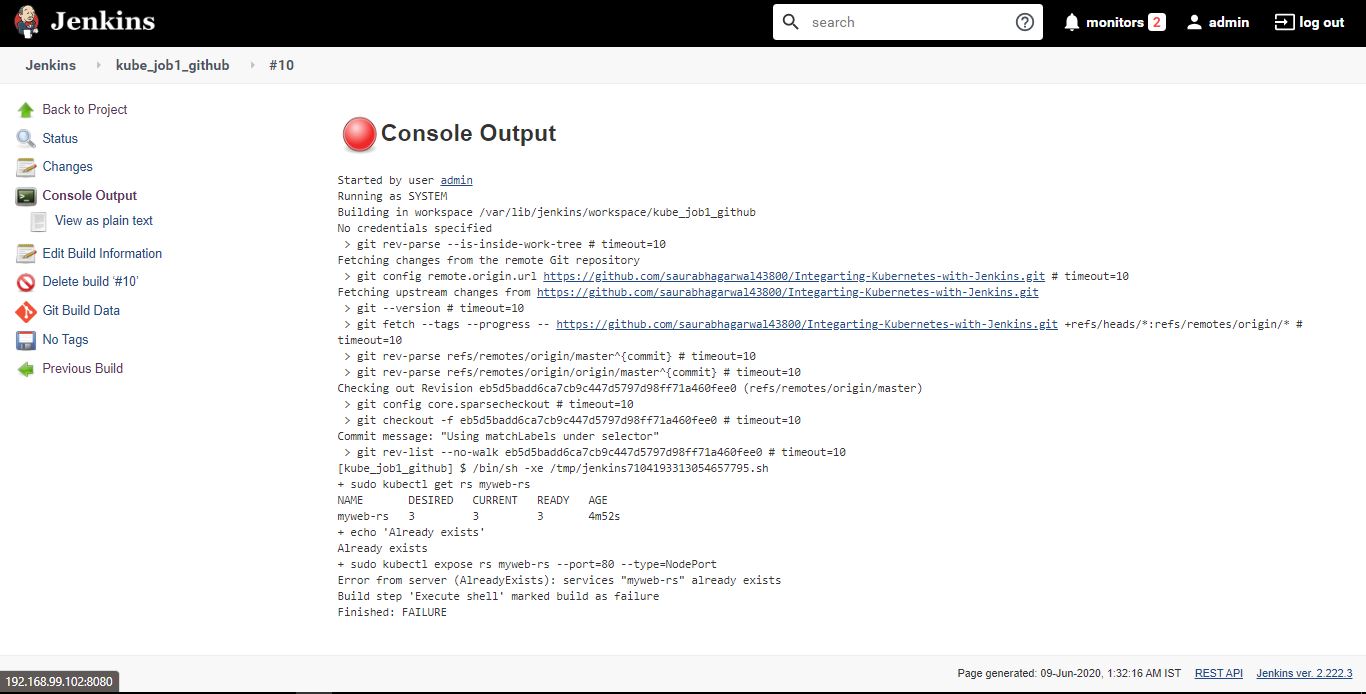 Jenkins
search
monitors 2
admin
log out
Jenkins
kube_job1_github
#10
Back to Project
Status
Changes
Console Output
View as plain text
Edit Build Information
Delete build ‘#10’
Git Build Data
No Tags
Previous Build
Console Output
Started by user admin
Running as SYSTEM
Building in workspace /var/lib/jenkins/workspace/kube_job1_github
No credentials specified
> git rev-parse --is-inside-work-tree # timeout=10
Fetching changes from the remote Git repository
> git config remote.origin.url https://github.com/saurabhagarwal43800/Integarting-Kubernetes-with-Jenkins.git # timeout=10
Fetching upstream changes from https://github.com/saurabhagarwal43800/Integarting-Kubernetes-with-Jenkins.git
> git --version # timeout=10
> git fetch --tags --progress -- https://github.com/saurabhagarwal43800/Integarting-Kubernetes-with-Jenkins.git +refs/heads/*:refs/remotes/origin/* #
timeout=10
> git rev-parse refs/remotes/origin/master^{commit} # timeout=10
> git rev-parse refs/remotes/origin/origin/master^{commit} # timeout=10
Checking out Revision eb5d5badd6ca7cb9c447d5797d98ff71a460fee0 (refs/remotes/origin/master)
> git config core.sparsecheckout # timeout=10
> git checkout -f eb5d5badd6ca7cb9c447d5797d98ff71a460fee0 # timeout=10
Commit message: "Using matchLabels under selector"
> git rev-list --no-walk eb5d5badd6ca7cb9c447d5797d98ff71a460fee0 # timeout=10
[kube_job1_github] $ /bin/sh -xe /tmp/jenkins7104193313054657795.sh
+ sudo kubectl get rs myweb-rs
NAME DESIRED CURRENT READY AGE
myweb-rs 3 3 3 4m52s
+ echo 'Already exists'
Already exists
+ sudo kubectl expose rs myweb-rs --port=80 --type=NodePort
Error from server (AlreadyExists): services "myweb-rs" already exists
Build step 'Execute shell' marked build as failure
Finished: FAILURE
Page generated: 09-Jun-2020, 1:32:16 AM IST REST API Jenkins ver. 2.222.3
192.168.99.102:8080